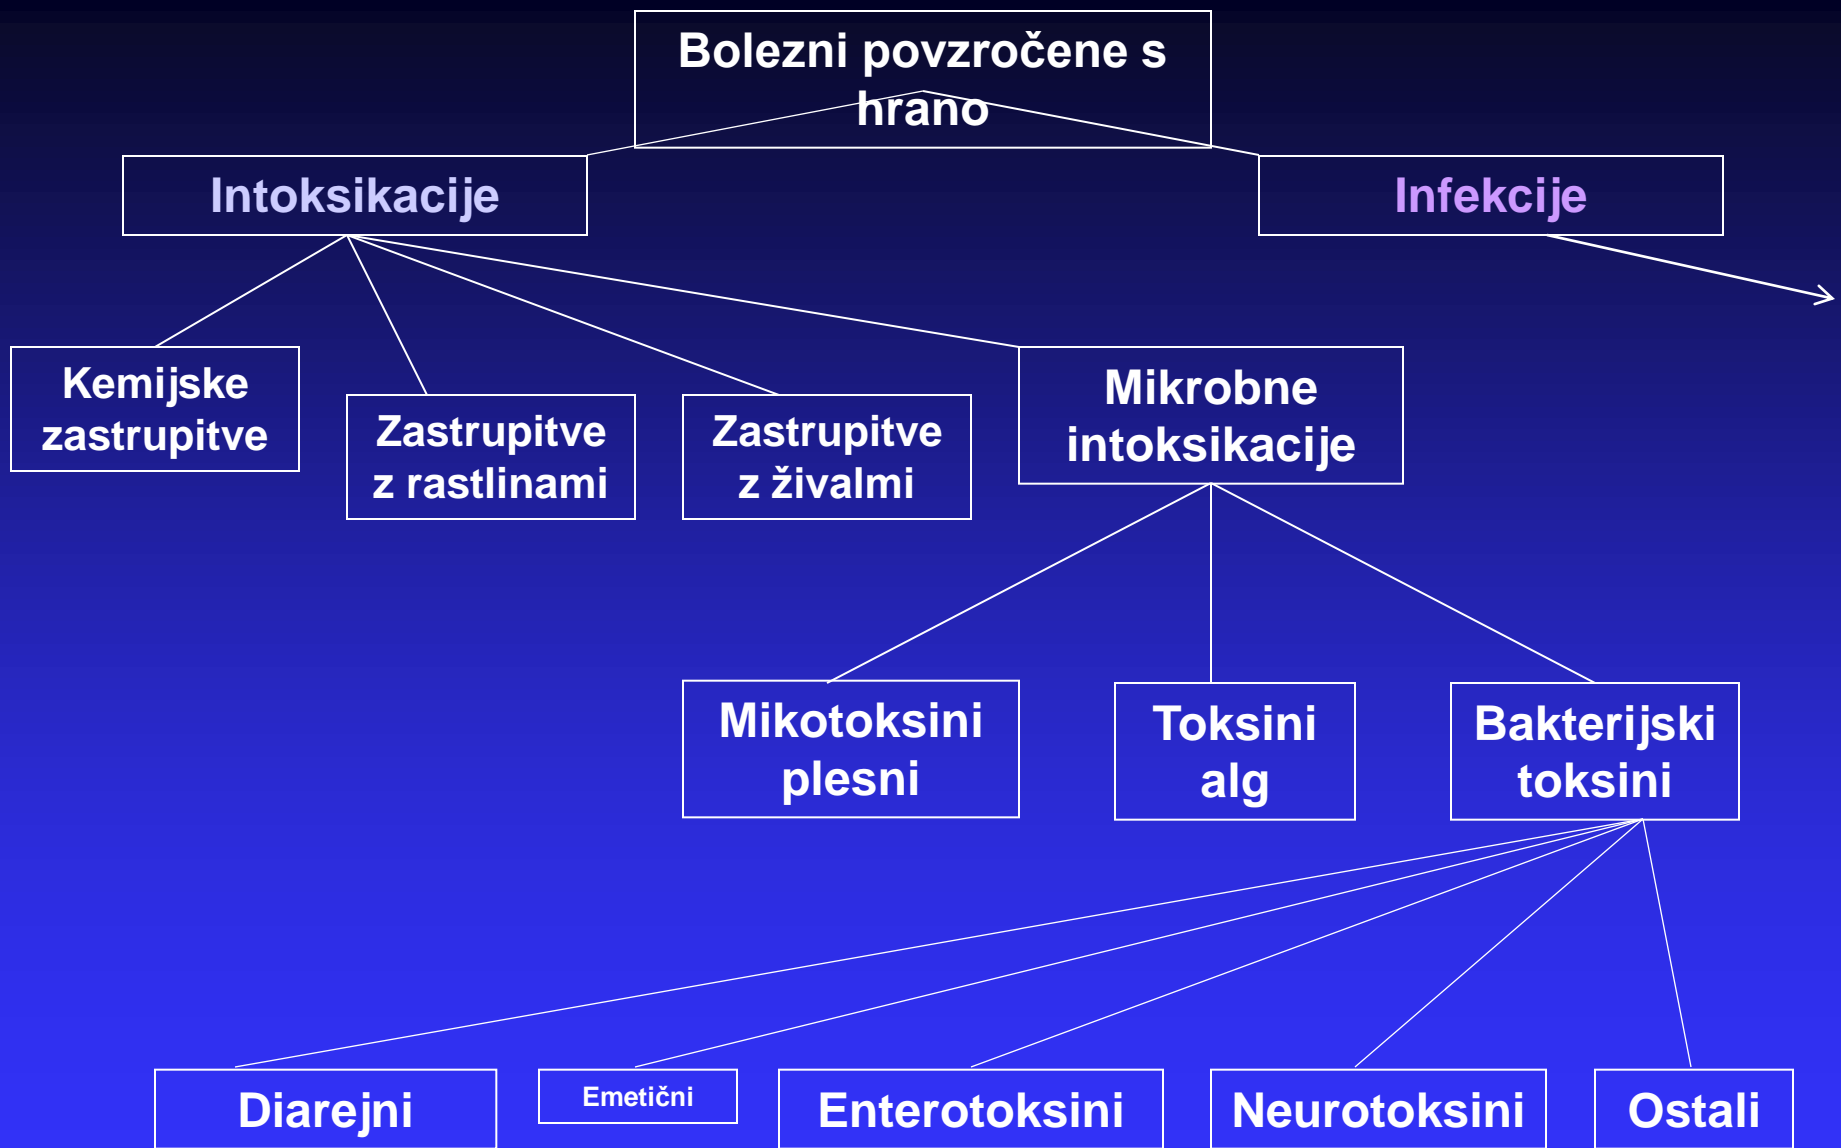 Bolezni povzročene s
hrano
Intoksikacije
Infekcije
Kemijske
zastrupitve
Zastrupitve
z rastlinami
Zastrupitve
z živalmi
Mikrobne
intoksikacije
Mikotoksini
plesni
Toksini
alg
Bakterijski
toksini
Diarejni
Emetični
Enterotoksini
Neurotoksini
Ostali